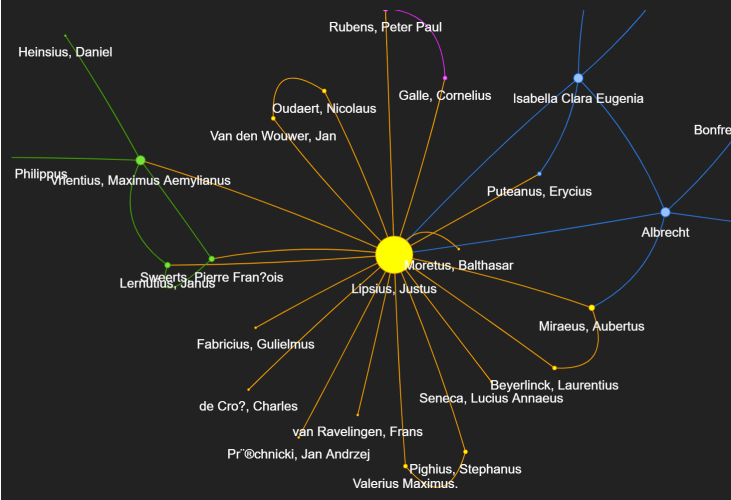 Rubens, Peter Paul
Heinsius, Daniel
Galle, Cornelius
Isabella Clara Eugenia
Oudaert, Nicolaus
Van den Wouwer, Jan
Bonfre
Philippus
Vrientius, Maximus Aemylianus
Puteanus, Erycius
Albrecht
Moretus, Balthasar
Sweerts, Pierre Fran?ois
Lernutius, Janus
Lipsius, Justus
Miraeus, Aubertus
Fabricius, Gulielmus
Beyerlinck, Laurentius
Seneca, Lucius Annaeus
de Cro?, Charles
van Ravelingen, Frans
Pr¨®chnicki, Jan Andrzej
Pighius, Stephanus
Valerius Maximus.